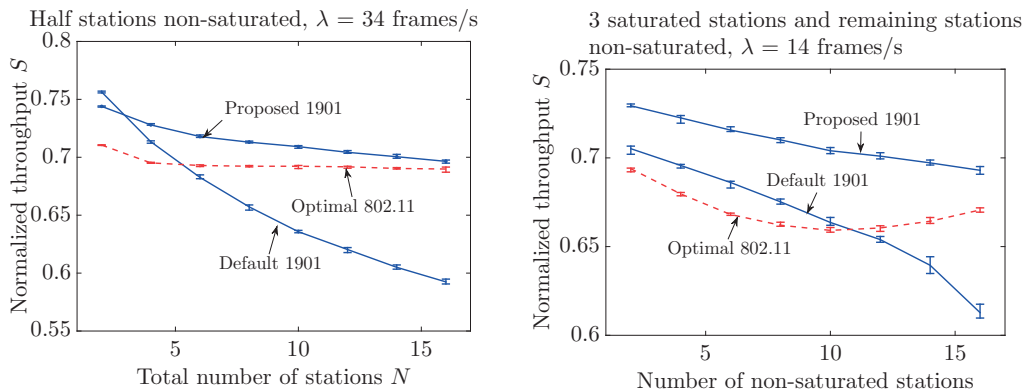 Half stations non-saturated, λ = 34 frames/s
0.8
0.75
0.7
0.65
0.6
0.55
Normalized throughput S
Proposed 1901
Optimal 802.11
Default 1901
5
10
15
Total number of stations N
3 saturated stations and remaining stations
non-saturated, λ = 14 frames/s
0.75
0.7
0.65
0.6
Normalized throughput S
Proposed 1901
Default 1901
Optimal 802.11
5
10
15
Number of non-saturated stations